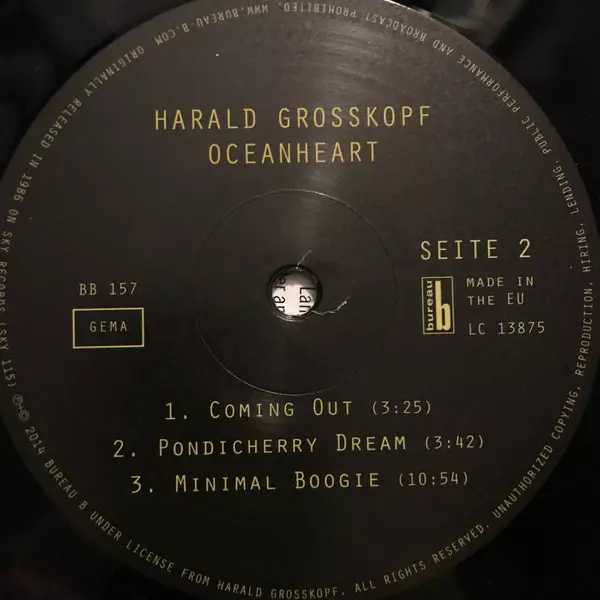 HARALD GROSSKOPF
OCEANHEART
SEITE 2
BB 157
GEMA
bureau b
MADE IN
THE EU
LC 13875
1. COMING OUT (3:25)
2. PONDICHERRY DREAM (3:42)
3. MINIMAL BOOGIE (10:54)
ORIGINALLY RELEASED IN 1986 ON SKY RECORDS (SKY 115) ℗+© 2014 BUREAU B UNDER LICENSE FROM HARALD GROSSKOPF. ALL RIGHTS RESERVED. UNAUTHORIZED COPYING, REPRODUCTION, HIRING, LENDING, PUBLIC PERFORMANCE AND BROADCAST PROHIBITED. WWW.BUREAU-B.COM